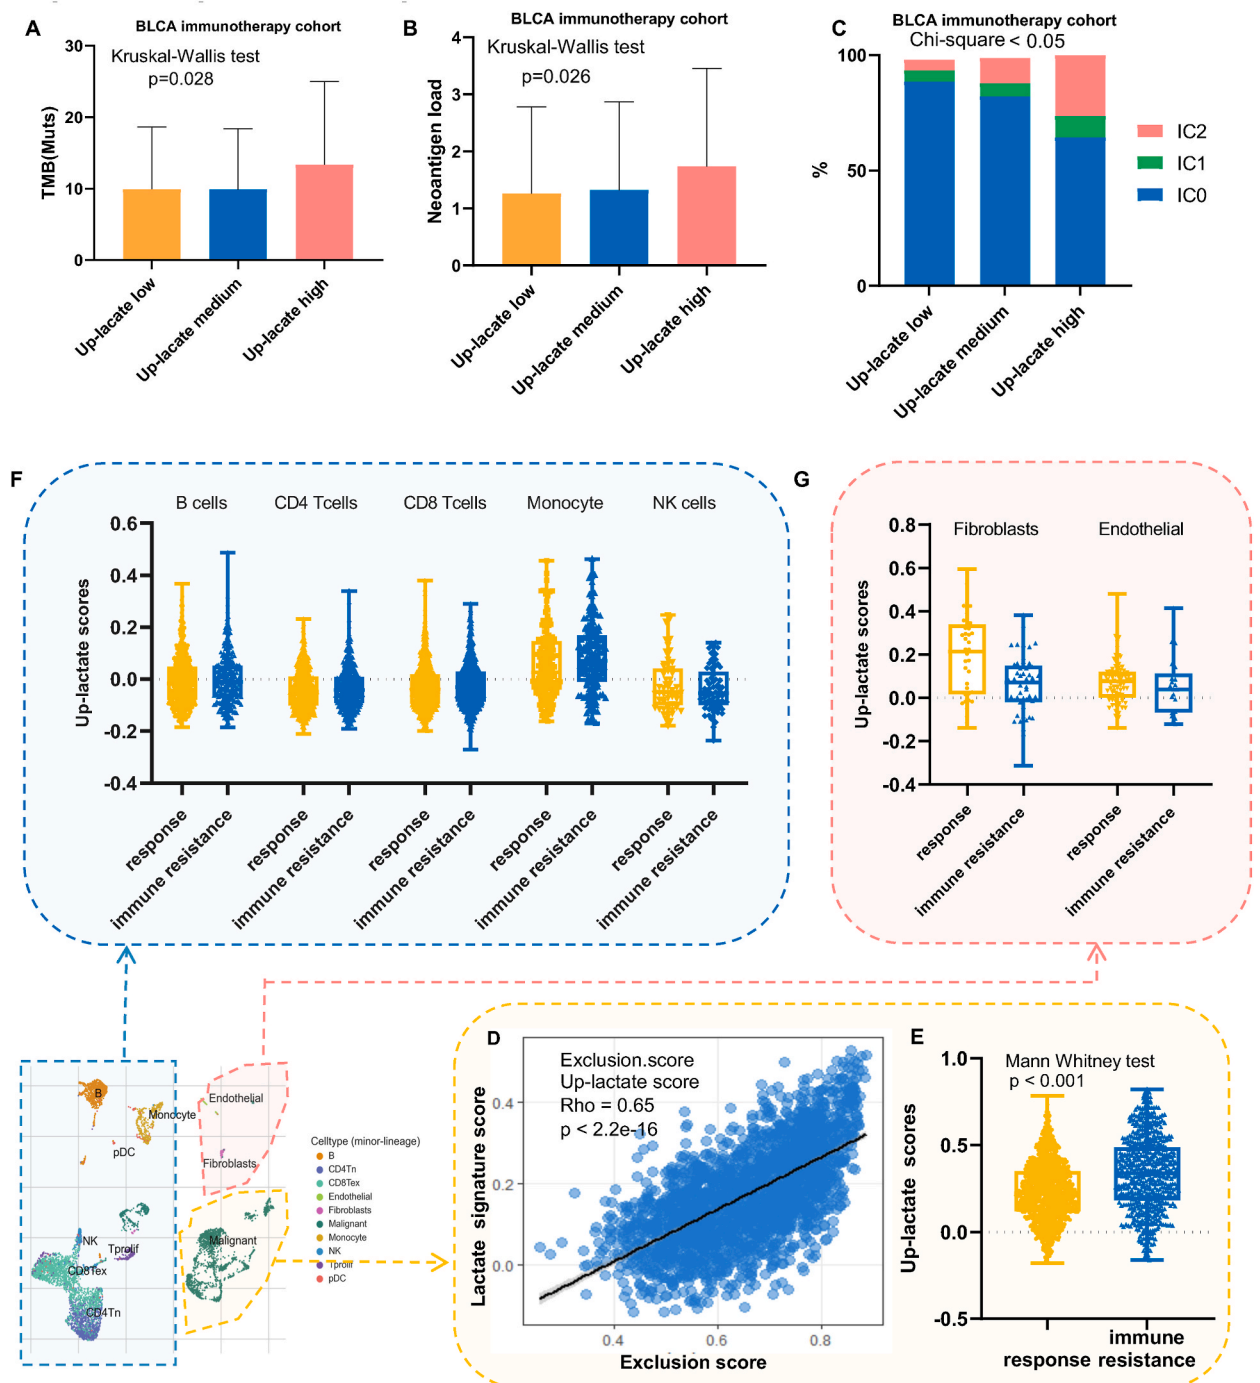 A
BLCA immunotherapy cohort
Kruskal-Wallis test
p=0.028
TMB(Muts)
30
20
10
0
Up-lacate low
Up-lacate medium
Up-lacate high
B
BLCA immunotherapy cohort
Kruskal-Wallis test
p=0.026
Neoantigen load
4
3
2
1
0
Up-lacate low
Up-lacate medium
Up-lacate high
C
BLCA immunotherapy cohort
Chi-square < 0.05
%
100
50
0
Up-lacate low
Up-lacate medium
Up-lacate high
IC2
IC1
IC0
F
B cells
CD4 Tcells
CD8 Tcells
Monocyte
NK cells
Up-lactate scores
0.6
0.4
0.2
0.0
-0.2
-0.4
response
immune resistance
response
immune resistance
response
immune resistance
response
immune resistance
response
immune resistance
G
Fibroblasts
Endothelial
Up-lactate scores
0.8
0.6
0.4
0.2
0.0
-0.2
-0.4
response
immune resistance
response
immune resistance
B
Monocyte
pDC
NK
Tprolif
CD8Tex
CD4Tn
Endothelial
Fibroblasts
Malignant
Celltype (minor-lineage)
B
CD4Tn
CD8Tex
Endothelial
Fibroblasts
Malignant
Monocyte
NK
Tprolif
pDC
D
Exclusion.score
Up-lactate score
Rho = 0.65
p < 2.2e-16
Lactate signature score
0.4
0.2
0.0
0.4
0.6
0.8
Exclusion score
E
Mann Whitney test
p < 0.001
Up-lactate scores
1.0
0.5
0.0
-0.5
response
immune
resistance